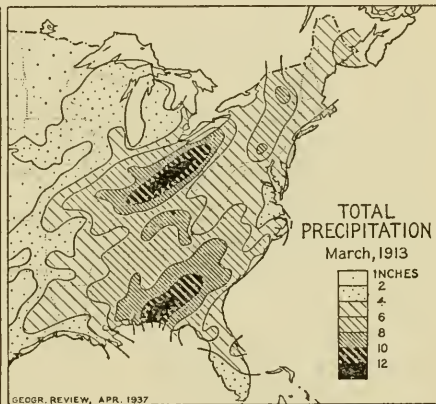 TOTAL
PRECIPITATION
March, 1913
INCHES
2
4
6
8
10
12
GEOGR. REVIEW, APR. 1937